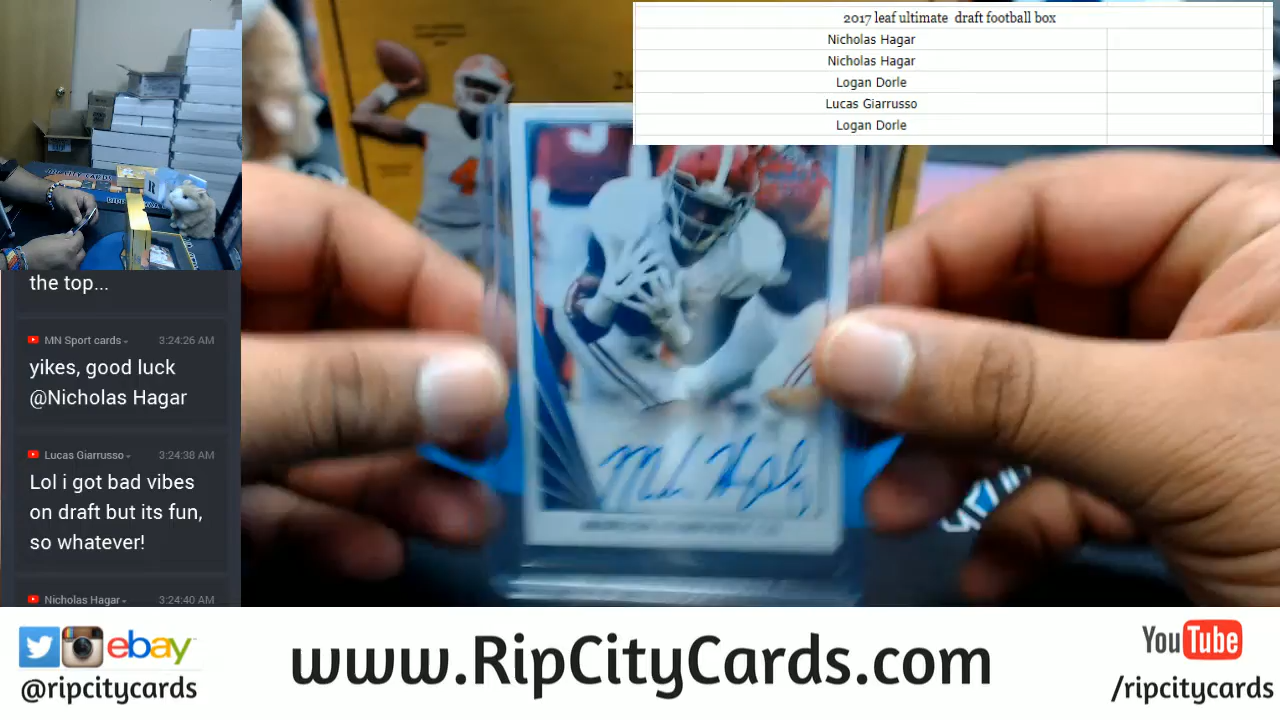 2017 leaf ultimate draft football box
Nicholas Hagar
Nicholas Hagar
Logan Dorle
Lucas Giarrusso
Logan Dorle
the top...
MN Sport cards 3:24:26 AM
yikes, good luck
@Nicholas Hagar
Lucas Giarrusso 3:24:38 AM
Lol i got bad vibes
on draft but its fun,
so whatever!
Nicholas Hagar 3:24:40 AM
4
ebay
@ripcitycards
www.RipCityCards.com
YouTube
/ripcitycards